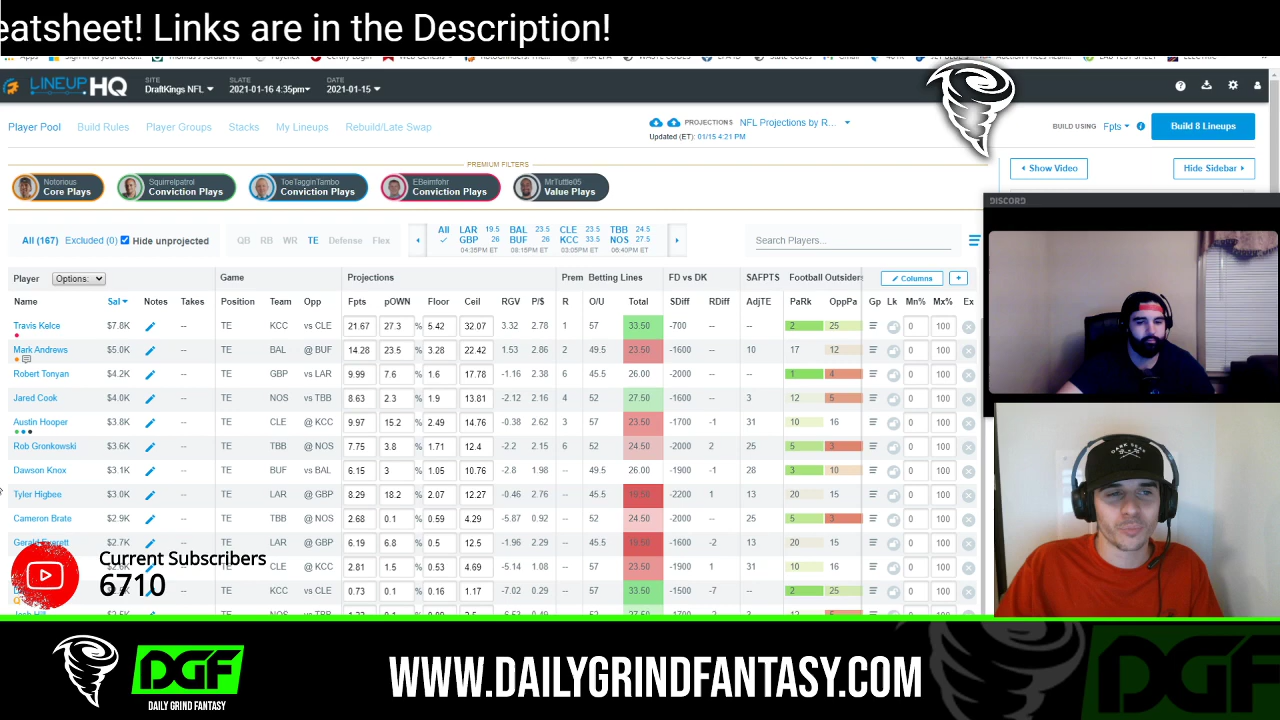 eatsheet! Links are in the Description!
LINEUPHQ
SITE
DraftKings NFL
SLATE
2021-01-16 4:35pm
DATE
2021-01-15
Player Pool Build Rules Player Groups Stacks My Lineups Rebuild/Late Swap
PROJECTIONS NFL Projections by R...
Updated (ET): 01/15 4:21 PM
BUILD USING Fpts Build 8 Lineups
PREMIUM FILTERS
Show Video Hide Sidebar
Notorious
Core Plays
Squirrelpatrol
Conviction Plays
ToeTagginTambo
Conviction Plays
EBeimfohr
Conviction Plays
MrTuttle05
Value Plays
DISCORD
All (167) Excluded (0) Hide unprojected QB RB WR TE Defense Flex
All LAR 19.5 BAL 23.5 CLE 23.5 TBB 24.5
GBP 26 BUF 26 KCC 33.5 NOS 27.5
04:35PM ET 08:15PM ET 03:05PM ET 06:40PM ET
Search Players...
Player Options: Game Projections Prem Betting Lines FD vs DK SAFPTS Football Outsiders Columns +
Name Sal Notes Takes Position Team Opp Fpts pOWN Floor Ceil RGV P/$ R O/U Total SDiff RDiff AdjTE PaRk OppPa Gp Lk Mn% Mx% Ex
Travis Kelce $7.8K -- TE KCC vs CLE 21.67 27.3 % 5.42 32.07 3.32 2.78 1 57 33.50 -700 -- 2 25 0 100
Mark Andrews $5.0K -- TE BAL @ BUF 14.28 23.5 % 3.28 22.42 1.53 2.86 2 49.5 23.50 -1600 -- 10 17 12 0 100
Robert Tonyan $4.2K -- TE GBP vs LAR 9.99 7.6 % 1.6 17.78 -1.16 2.38 6 45.5 26.00 -2000 -- -- 1 4 0 100
Jared Cook $4.0K -- TE NOS vs TBB 8.63 2.3 % 1.9 13.81 -2.12 2.16 4 52 27.50 -1600 -- 3 12 5 0 100
Austin Hooper $3.8K -- TE CLE @ KCC 9.97 15.2 % 2.49 14.76 -0.38 2.62 3 57 23.50 -1700 -1 31 10 16 0 100
Rob Gronkowski $3.6K -- TE TBB @ NOS 7.75 3.8 % 1.71 12.4 -2.2 2.15 6 52 24.50 -2000 2 25 5 3 0 100
Dawson Knox $3.1K -- TE BUF vs BAL 6.15 3 % 1.05 10.76 -2.8 1.98 -- 49.5 26.00 -1900 -1 28 3 10 0 100
Tyler Higbee $3.0K -- TE LAR @ GBP 8.29 18.2 % 2.07 12.27 -0.46 2.76 -- 45.5 19.50 -2200 1 13 20 15 0 100
Cameron Brate $2.9K -- TE TBB @ NOS 2.68 0.1 % 0.59 4.29 -5.87 0.92 -- 52 24.50 -2000 -- 25 5 3 0 100
Gerald Everett $2.7K -- TE LAR @ GBP 6.19 6.8 % 0.5 12.5 -1.96 2.29 -- 45.5 19.50 -1600 -2 13 20 15 0 100
TE CLE @ KCC 2.81 1.5 % 0.53 4.69 -5.14 1.08 -- 57 23.50 -1900 1 31 10 16 0 100
TE KCC vs CLE 0.73 0.1 % 0.16 1.17 -7.02 0.29 -- 57 33.50 -1500 -7 -- 2 25 0 100
Current Subscribers
6710
DGF
DAILY GRIND FANTASY
WWW.DAILYGRINDFANTASY.COM